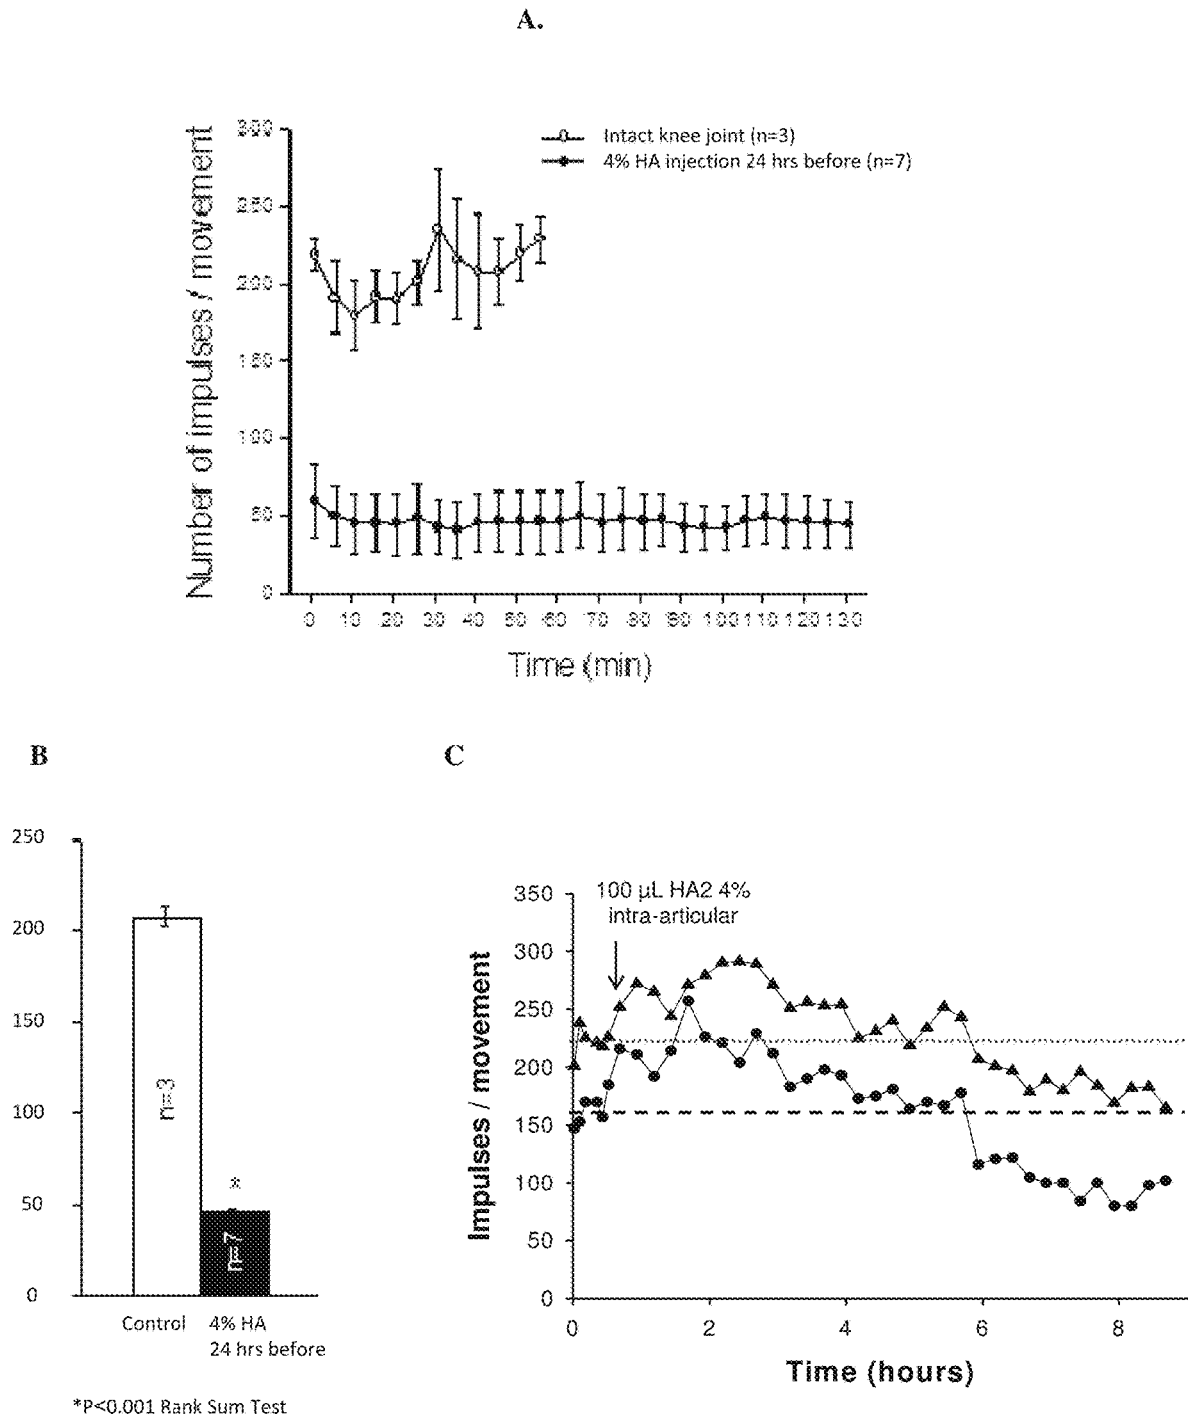 A.
Number of impulses / movement
300
250
200
150
100
50
0
Intact knee joint (n=3)
4% HA injection 24 hrs before (n=7)
0 10 20 30 40 50 60 70 80 90 100 110 120 130
Time (min)
B
250
200
150
100
50
0
n=3
*
n=7
Control
4% HA
24 hrs before
*P<0.001 Rank Sum Test
C
Impulses / movement
350
300
250
200
150
100
50
0
100 µL HA2 4%
intra-articular
0 2 4 6 8
Time (hours)